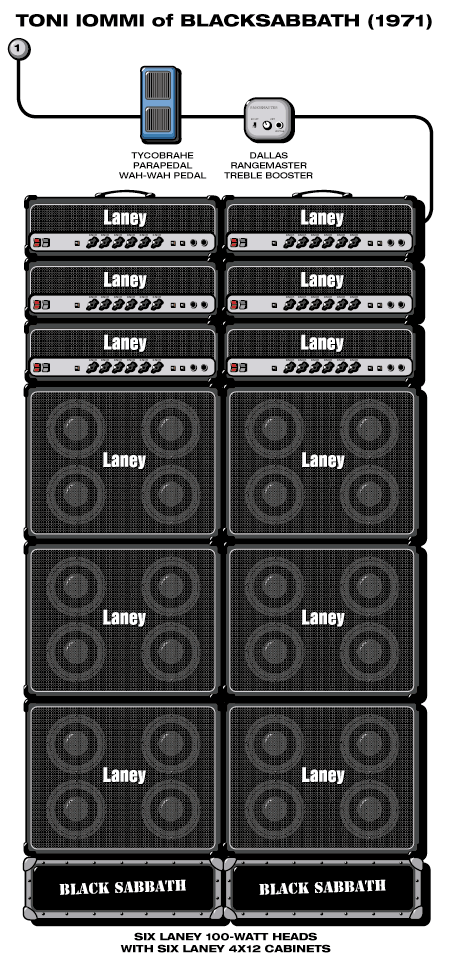 TONI IOMMI of BLACKSABBATH (1971)
1
TYCOBRAHE
PARAPEDAL
WAH-WAH PEDAL
DALLAS
RANGEMASTER
TREBLE BOOSTER
Laney
Laney
Laney
Laney
Laney
Laney
Laney
Laney
Laney
Laney
Laney
Laney
BLACK SABBATH
BLACK SABBATH
SIX LANEY 100-WATT HEADS
WITH SIX LANEY 4X12 CABINETS